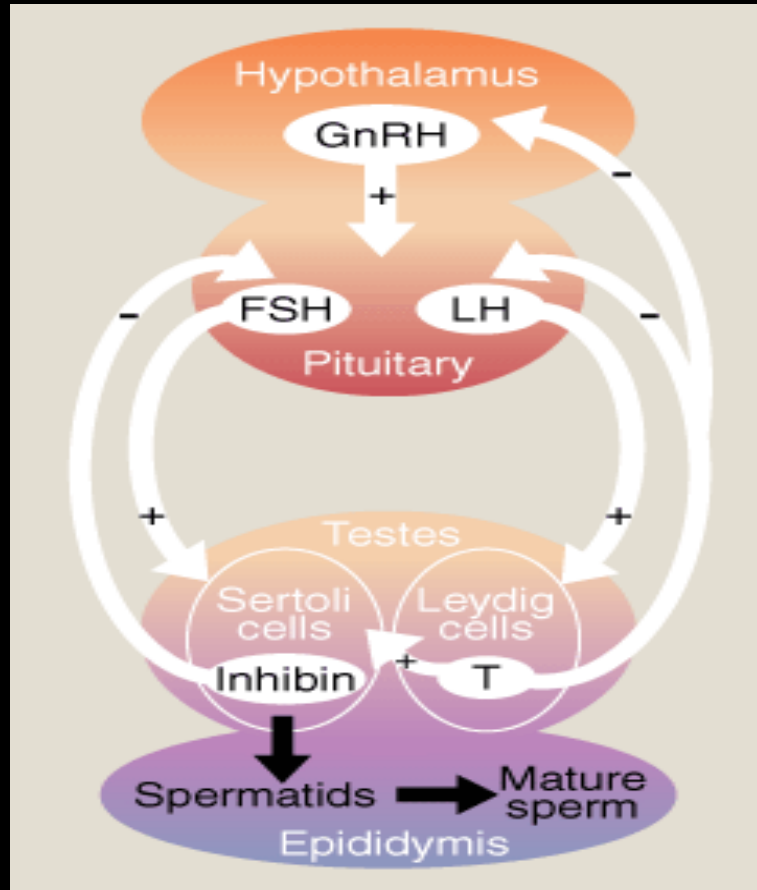 Hypothalamus
GnRH
-
+
- FSH LH -
Pituitary
+ +
Testes
Sertoli Leydig
cells cells
Inhibin + T
Spermatids Mature
sperm
Epididymis